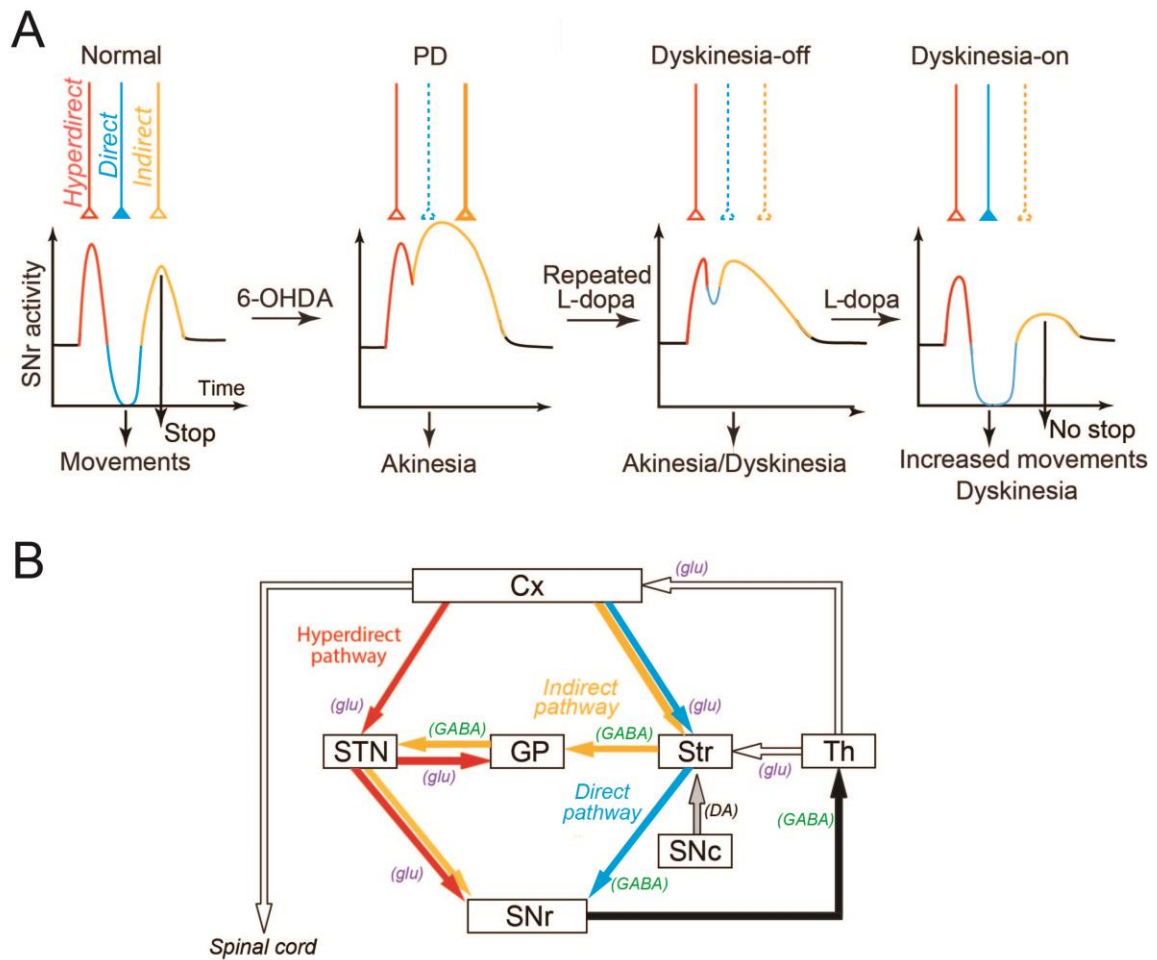 A
Normal
PD
Dyskinesia-off
Dyskinesia-on
Hyperdirect
Direct
Indirect
SNr activity
Time
Stop
Movements
6-OHDA
Akinesia
Repeated
L-dopa
Akinesia/Dyskinesia
L-dopa
No stop
Increased movements
Dyskinesia
B
Cx
(glu)
Hyperdirect
pathway
Indirect
pathway
(glu)
(glu)
(GABA)
(GABA)
STN
GP
Str
Th
(glu)
(glu)
Direct
pathway
(DA)
(GABA)
SNc
(glu)
(GABA)
SNr
Spinal cord